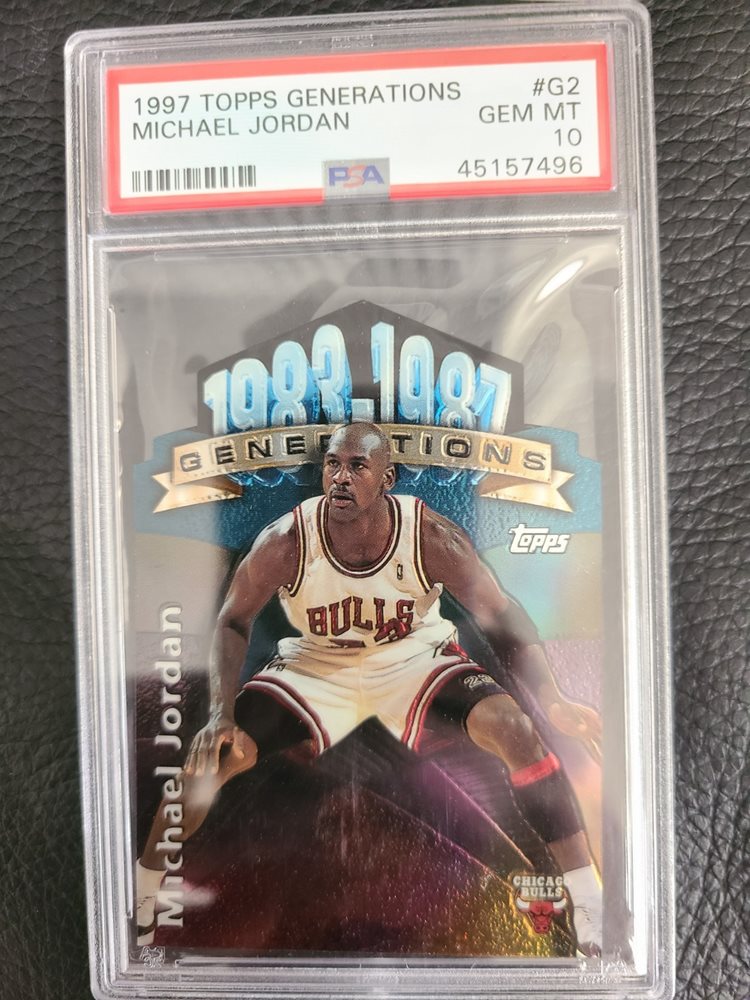 1997 TOPPS GENERATIONS #G2
MICHAEL JORDAN GEM MT
10
PSA 45157496
1983-1987
GENERATIONS
Topps
BULLS
23
Michael Jordan
CHICAGO
BULLS